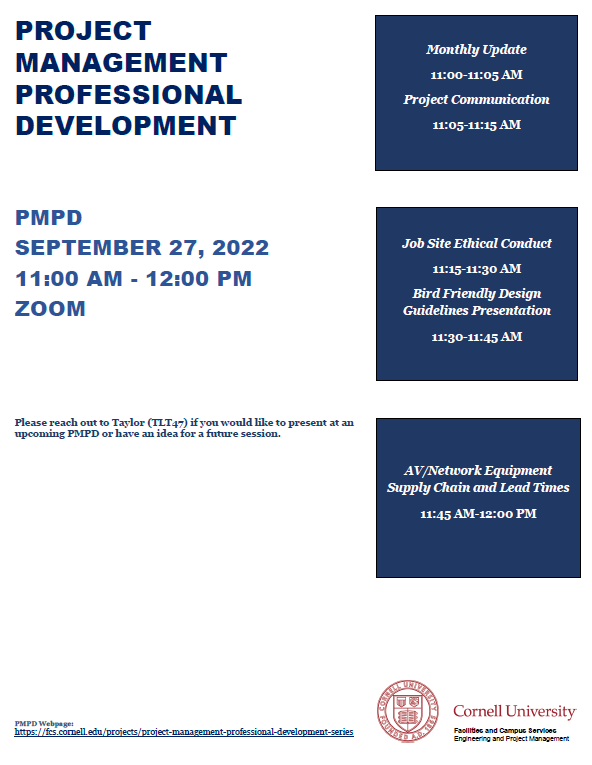 PROJECT
MANAGEMENT
PROFESSIONAL
DEVELOPMENT
PMPD
SEPTEMBER 27, 2022
11:00 AM - 12:00 PM
ZOOM
Please reach out to Taylor (TLT47) if you would like to present at an
upcoming PMPD or have an idea for a future session.
Monthly Update
11:00-11:05 AM
Project Communication
11:05-11:15 AM
Job Site Ethical Conduct
11:15-11:30 AM
Bird Friendly Design
Guidelines Presentation
11:30-11:45 AM
AV/Network Equipment
Supply Chain and Lead Times
11:45 AM-12:00 PM
PMPD Webpage:
https://fcs.cornell.edu/projects/project-management-professional-development-series
CORNELL UNIVERSITY
FOUNDED A.D. 1865
Cornell University
Facilities and Campus Services
Engineering and Project Management